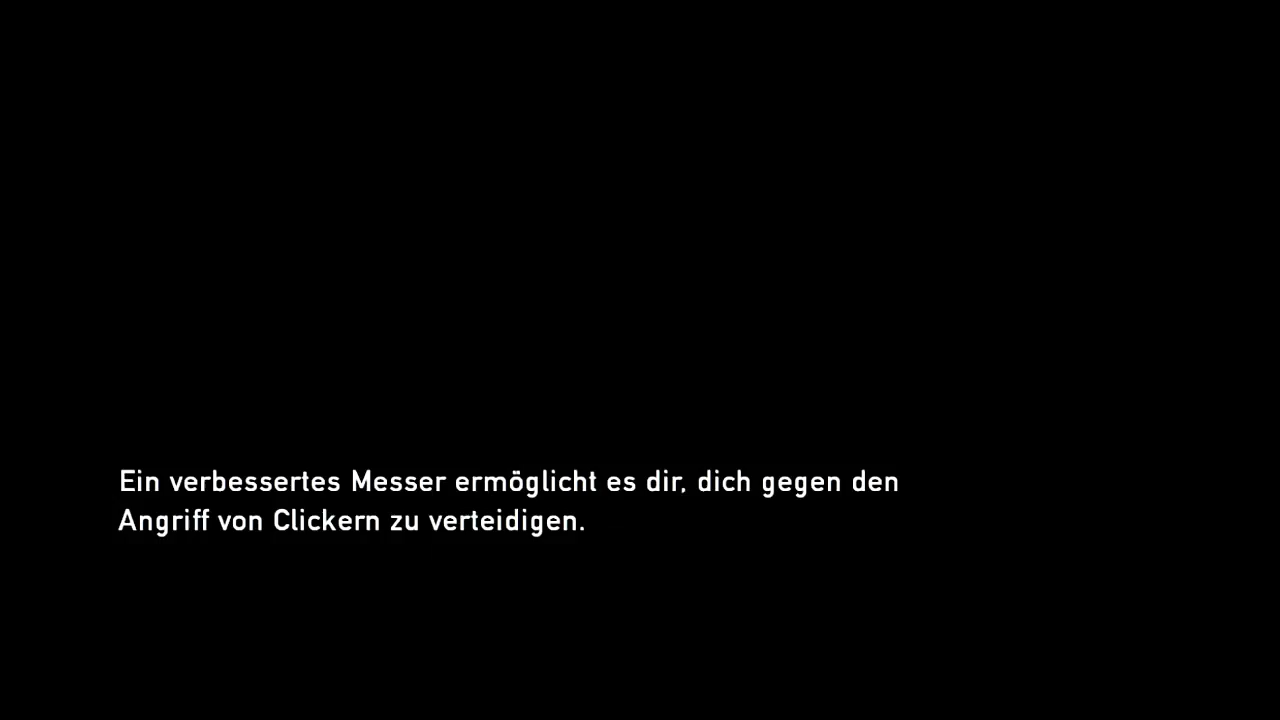 Ein verbessertes Messer ermöglicht es dir, dich gegen den
Angriff von Clickern zu verteidigen.